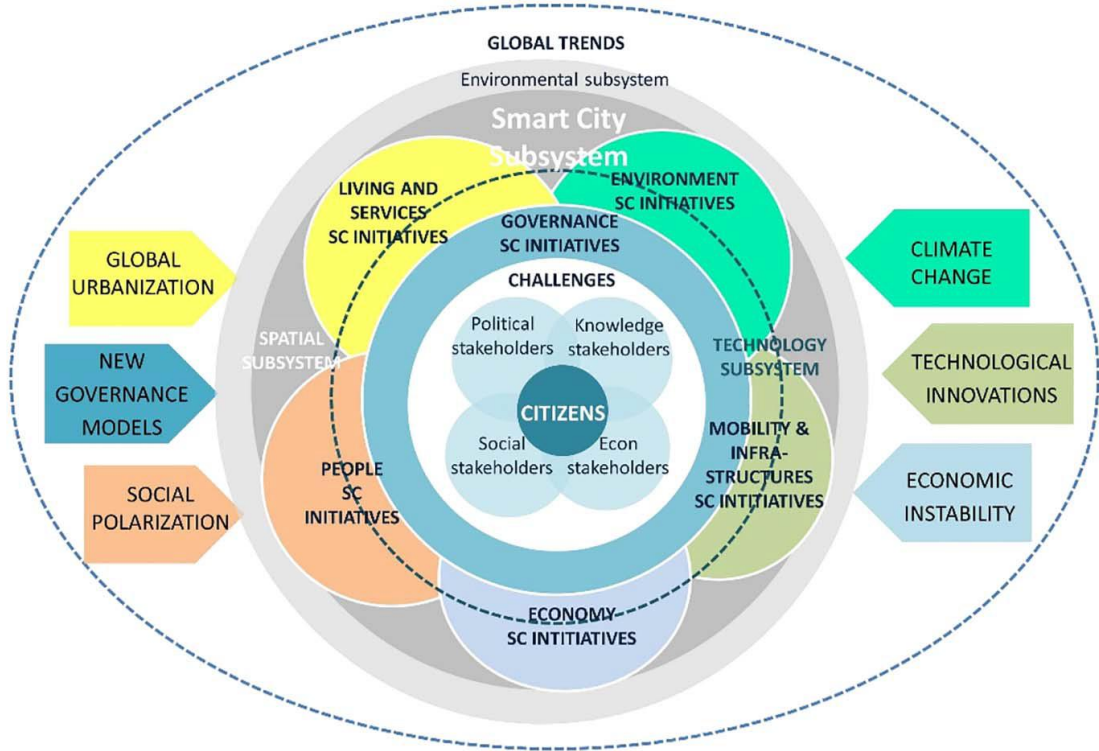 GLOBAL TRENDS
Environmental subsystem
Smart City
Subsystem
LIVING AND
SERVICES
SC INITIATIVES
ENVIRONMENT
SC INITIATIVES
GOVERNANCE
SC INITIATIVES
CHALLENGES
Political
stakeholders
Knowledge
stakeholders
CITIZENS
Social
stakeholders
Econ
stakeholders
SPATIAL
SUBSYSTEM
TECHNOLOGY
SUBSYSTEM
PEOPLE
SC
INITIATIVES
MOBILITY &
INFRA-
STRUCTURES
SC INTITIATIVES
ECONOMY
SC INTITIATIVES
GLOBAL
URBANIZATION
NEW
GOVERNANCE
MODELS
SOCIAL
POLARIZATION
CLIMATE
CHANGE
TECHNOLOGICAL
INNOVATIONS
ECONOMIC
INSTABILITY